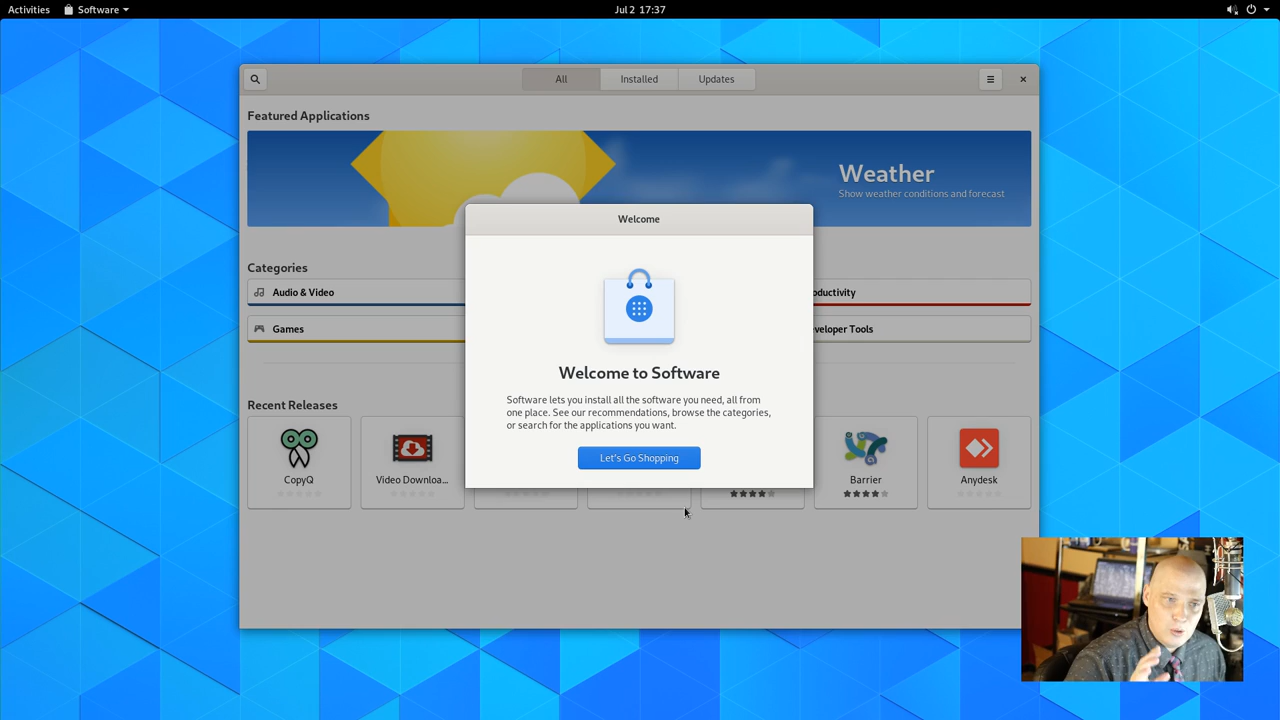 Activities
Software
Jul 2 17:37
All
Installed
Updates
Featured Applications
Weather
Show weather conditions and forecast
Welcome
Categories
Audio & Video
oductivity
Games
veloper Tools
Welcome to Software
Software lets you install all the software you need, all from
one place. See our recommendations, browse the categories,
or search for the applications you want.
Let's Go Shopping
Recent Releases
CopyQ
Video Downloa...
Barrier
Anydesk